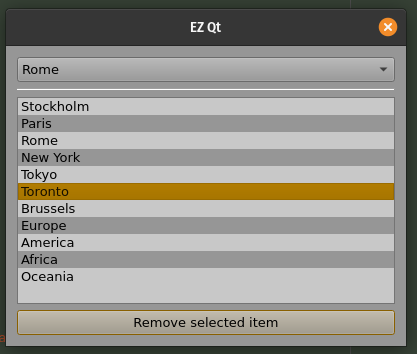 EZ Qt
Rome
Stockholm
Paris
Rome
New York
Tokyo
Toronto
Brussels
Europe
America
Africa
Oceania
Remove selected item